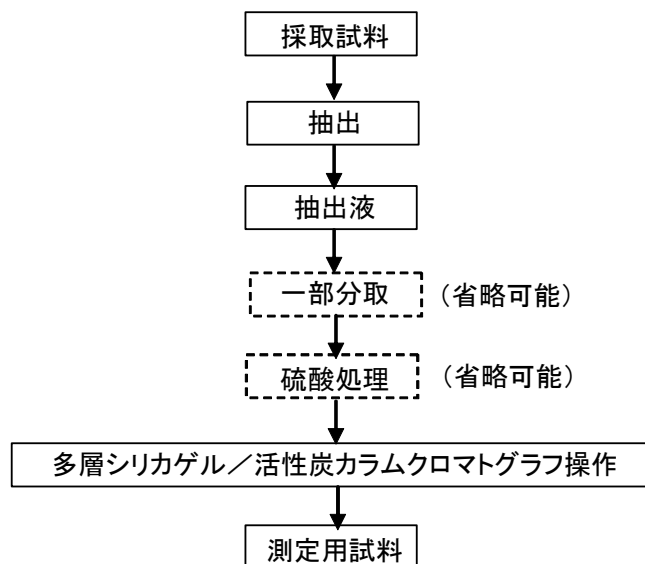 採取試料
抽出
抽出液
一部分取 （省略可能）
硫酸処理 （省略可能）
多層シリカゲル／活性炭カラムクロマトグラフ操作
測定用試料